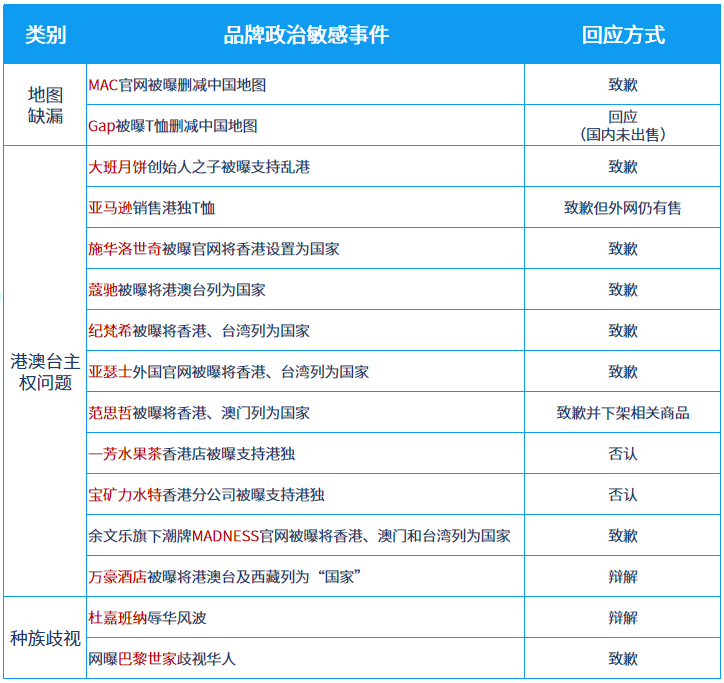 类别 品牌政治敏感事件 回应方式
地图
缺漏
MAC官网被曝删减中国地图 致歉
Gap被曝T恤删减中国地图 回应
（国内未出售）
港澳台主
权问题
大班月饼创始人之子被曝支持乱港 致歉
亚马逊销售港独T恤 致歉但外网仍有售
施华洛世奇被曝官网将香港设置为国家 致歉
蔻驰被曝将港澳台列为国家 致歉
纪梵希被曝将香港、台湾列为国家 致歉
亚瑟士外国官网被曝将香港、台湾列为国家 致歉
范思哲被曝将香港、澳门列为国家 致歉并下架相关商品
一芳水果茶香港店被曝支持港独 否认
宝矿力水特香港分公司被曝支持港独 否认
余文乐旗下潮牌MADNESS官网被曝将香港、澳门和台湾列为国家 致歉
万豪酒店被曝将港澳台及西藏列为“国家” 辩解
种族歧视
杜嘉班纳辱华风波 辩解
网曝巴黎世家歧视华人 致歉